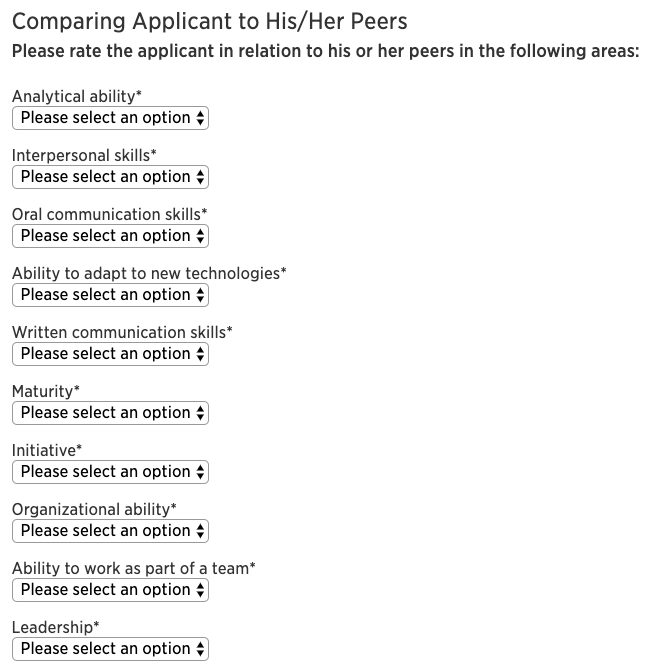 Comparing Applicant to His/Her Peers
Please rate the applicant in relation to his or her peers in the following areas:
Analytical ability*
Please select an option
Interpersonal skills*
Please select an option
Oral communication skills*
Please select an option
Ability to adapt to new technologies*
Please select an option
Written communication skills*
Please select an option
Maturity*
Please select an option
Initiative*
Please select an option
Organizational ability*
Please select an option
Ability to work as part of a team*
Please select an option
Leadership*
Please select an option